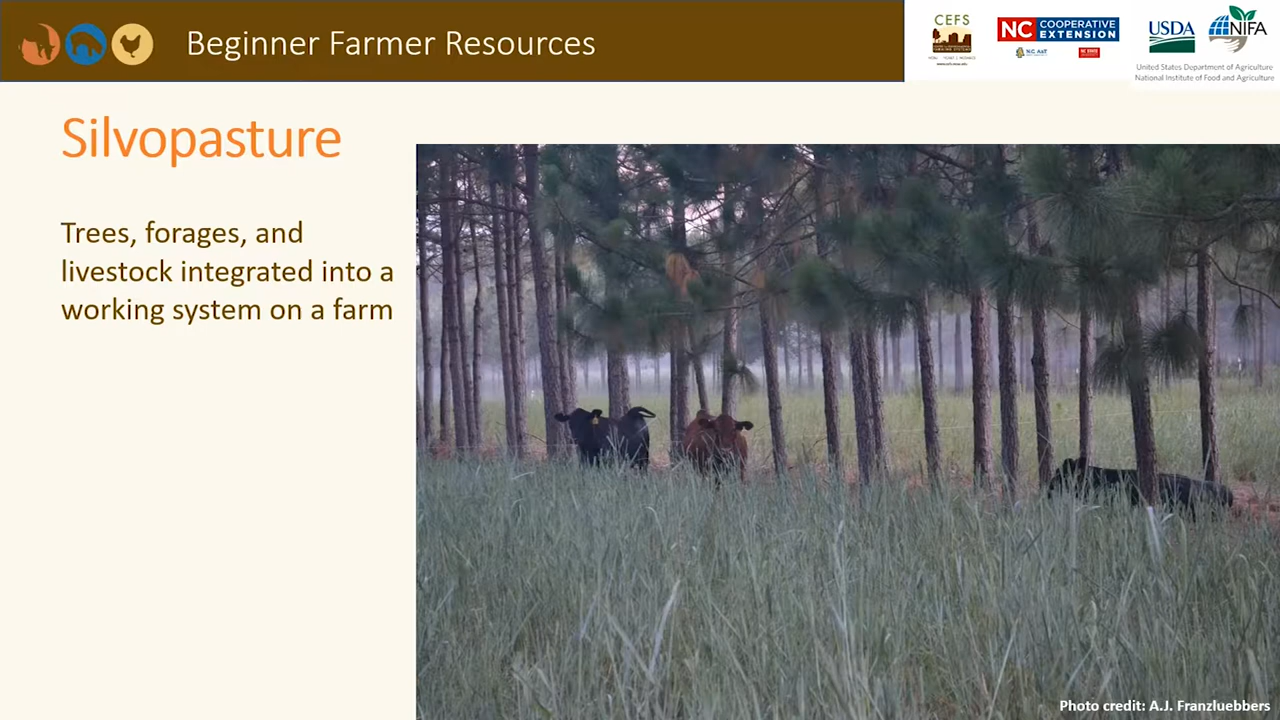 Beginner Farmer Resources
CEFS
NC COOPERATIVE
EXTENSION
USDA
NIFA
United States Department of Agriculture
National Institute of Food and Agriculture
Silvopasture
Trees, forages, and
livestock integrated into a
working system on a farm
Photo credit: A.J. Franzluebbers